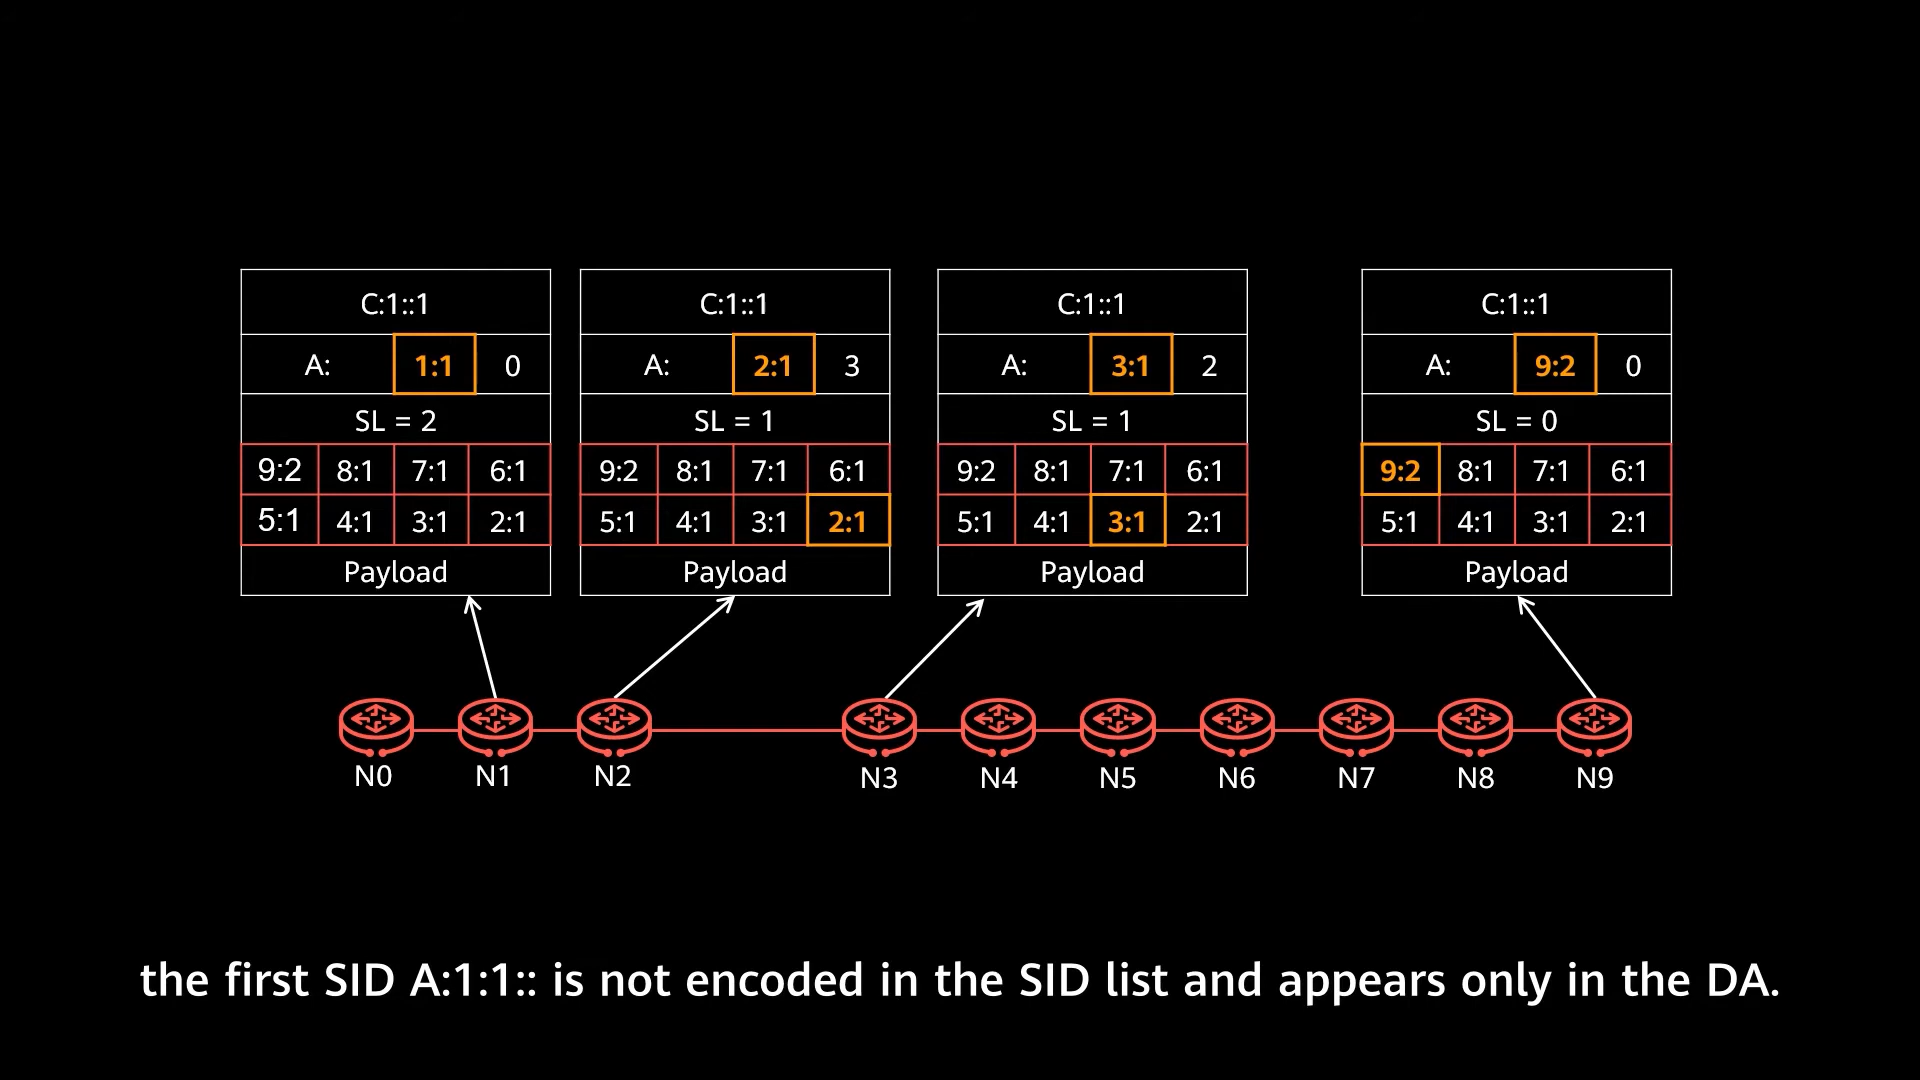 C:1::1
A: 1:1 0
SL = 2
9:2 8:1 7:1 6:1
5:1 4:1 3:1 2:1
Payload
C:1::1
A: 2:1 3
SL = 1
9:2 8:1 7:1 6:1
5:1 4:1 3:1 2:1
Payload
C:1::1
A: 3:1 2
SL = 1
9:2 8:1 7:1 6:1
5:1 4:1 3:1 2:1
Payload
C:1::1
A: 9:2 0
SL = 0
9:2 8:1 7:1 6:1
5:1 4:1 3:1 2:1
Payload
N0 N1 N2 N3 N4 N5 N6 N7 N8 N9
the first SID A:1:1:: is not encoded in the SID list and appears only in the DA.